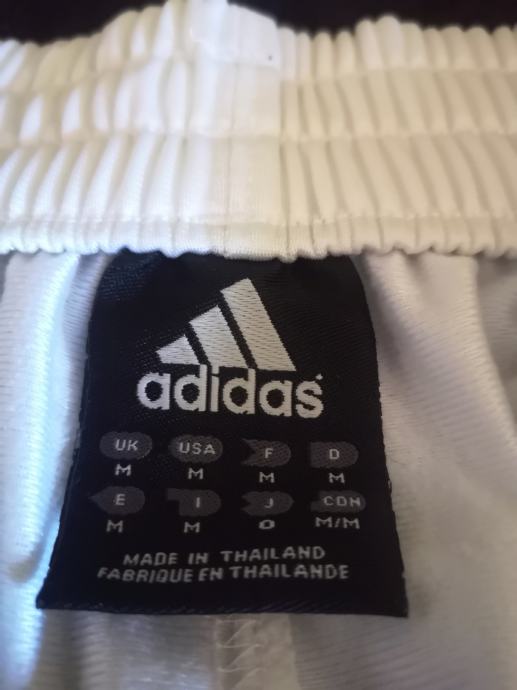 adidas
UK USA F D
M M M M
E I J CDN
M M O M/M
MADE IN THAILAND
FABRIQUE EN THAILANDE